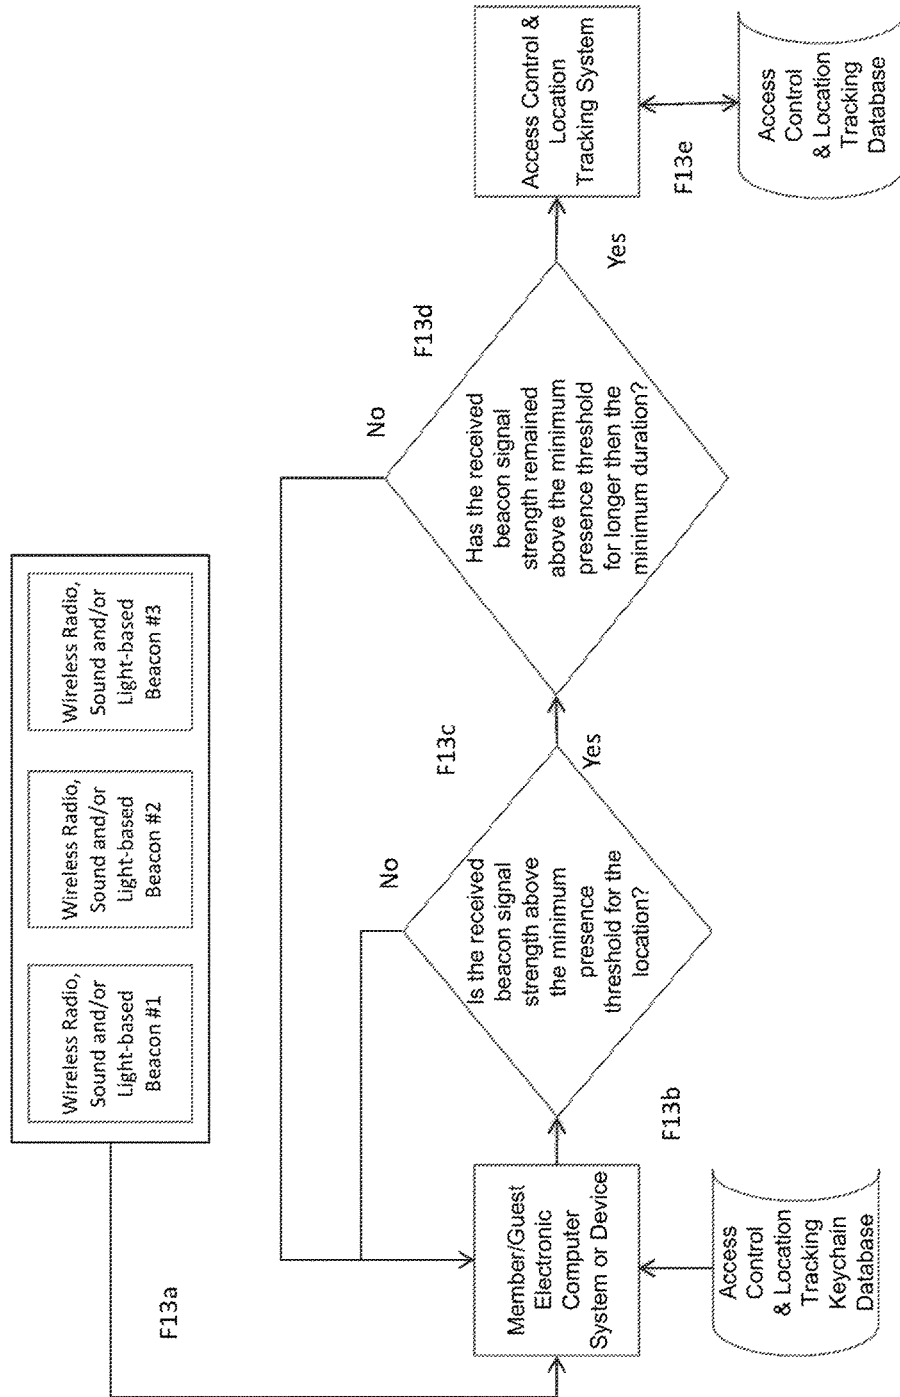 Wireless Radio,
Sound and/or
Light-based
Beacon #1
Wireless Radio,
Sound and/or
Light-based
Beacon #2
Wireless Radio,
Sound and/or
Light-based
Beacon #3
F13a
Member/Guest
Electronic
Computer
System or Device
Access
Control
& Location
Tracking
Keychain
Database
F13b
Is the received
beacon signal
strength above
the minimum
presence
threshold for the
location?
No
Yes
F13c
Has the received
beacon signal
strength remained
above the minimum
presence threshold
for longer then the
minimum duration?
No
F13d
Yes
Access Control &
Location
Tracking System
F13e
Access
Control
& Location
Tracking
Database